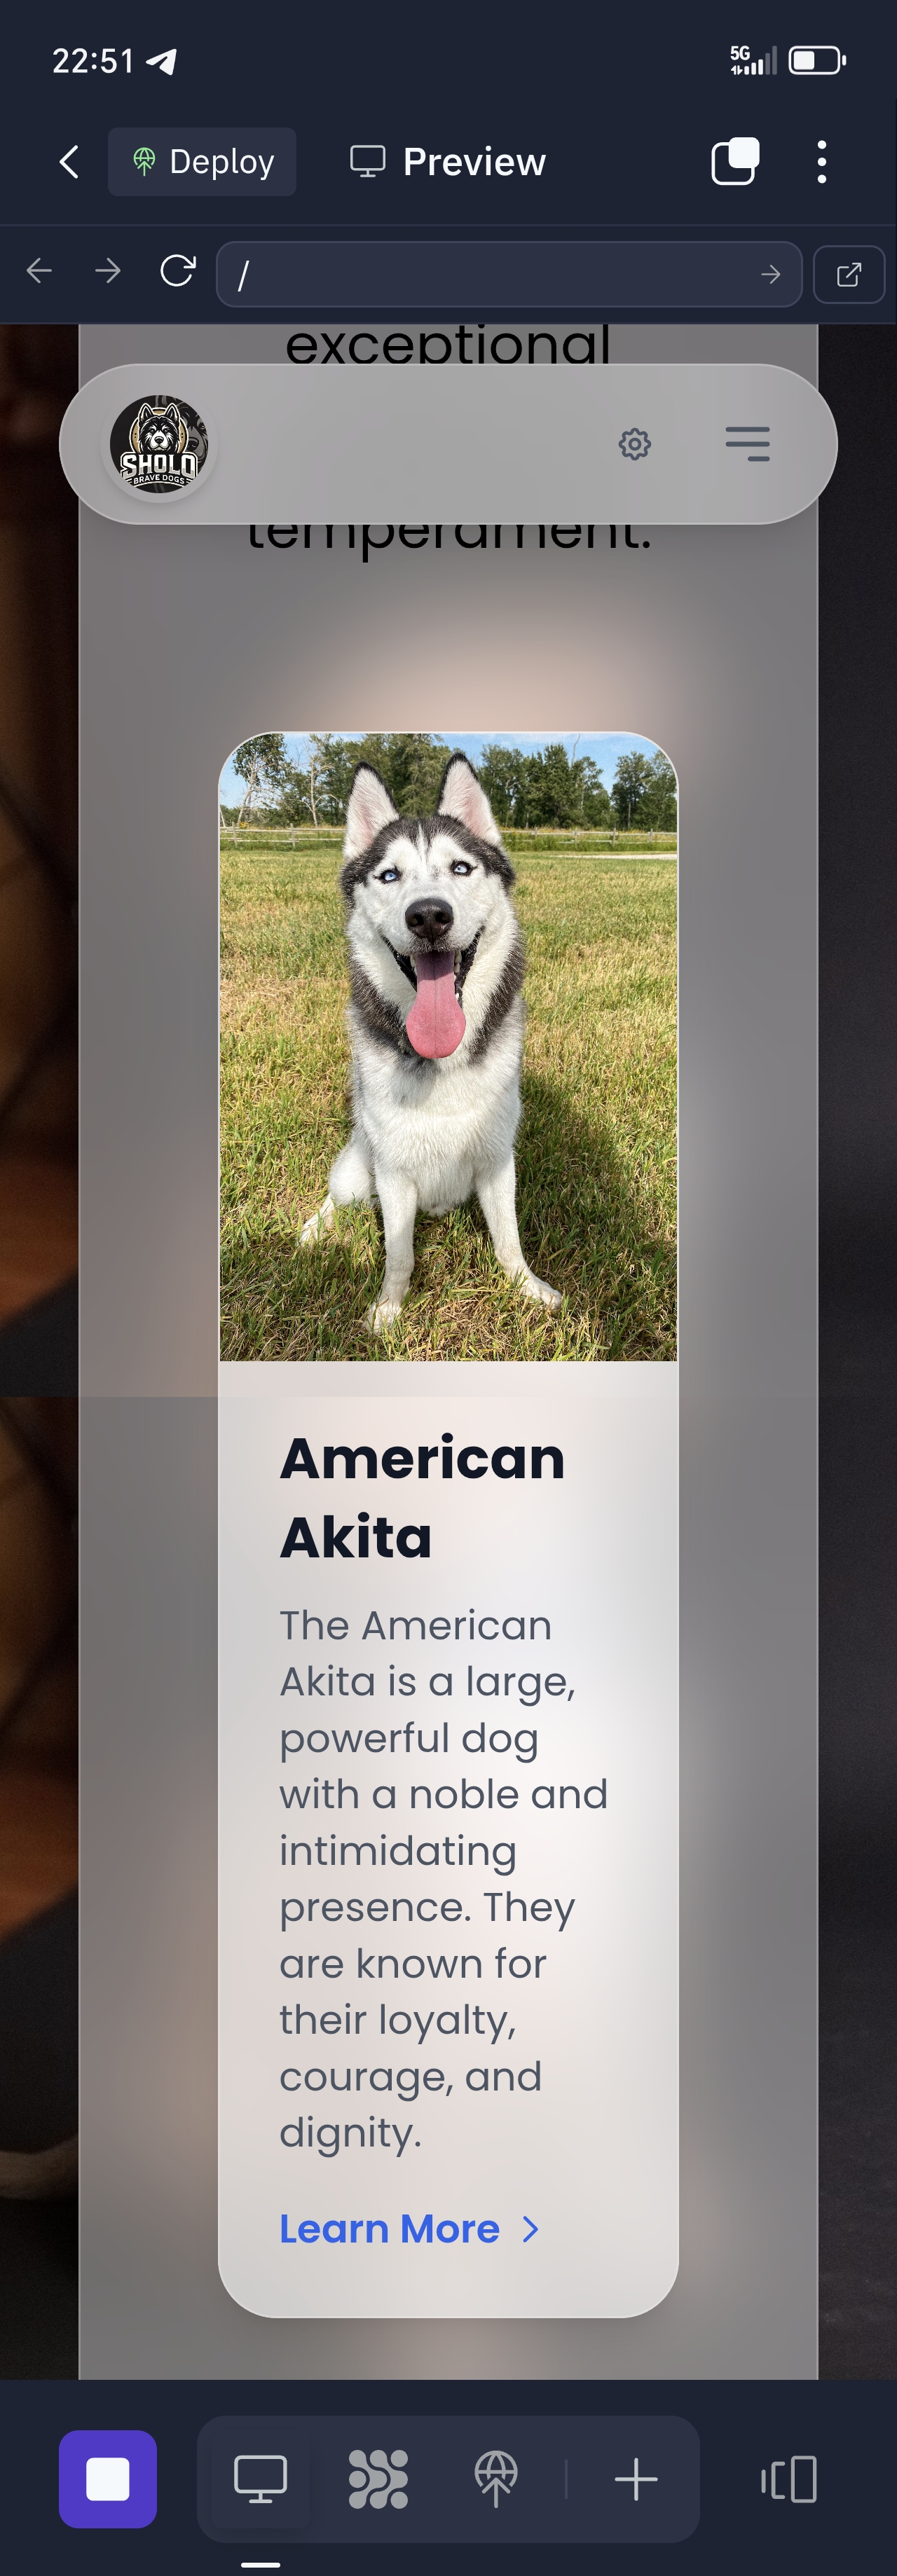 22:51
5G
Deploy
Preview
/
exceptional
SHOLO
BRAVE DOGS
temperament.
American
Akita
The American
Akita is a large,
powerful dog
with a noble and
intimidating
presence. They
are known for
their loyalty,
courage, and
dignity.
Learn More